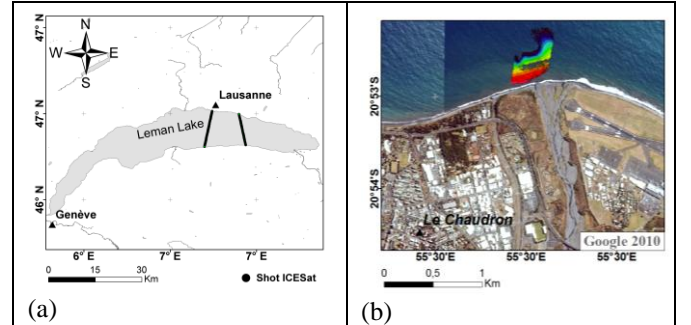 N
W E
S
47° N
47° N
46° N
Lausanne
Leman Lake
Genève
6° E
7° E
7° E
0 15 30
Km
Shot ICESat
(a)
20°53'S
20°54'S
Le Chaudron
Google 2010
55°30'E
55°30'E
55°30'E
0 0,5 1
Km
(b)